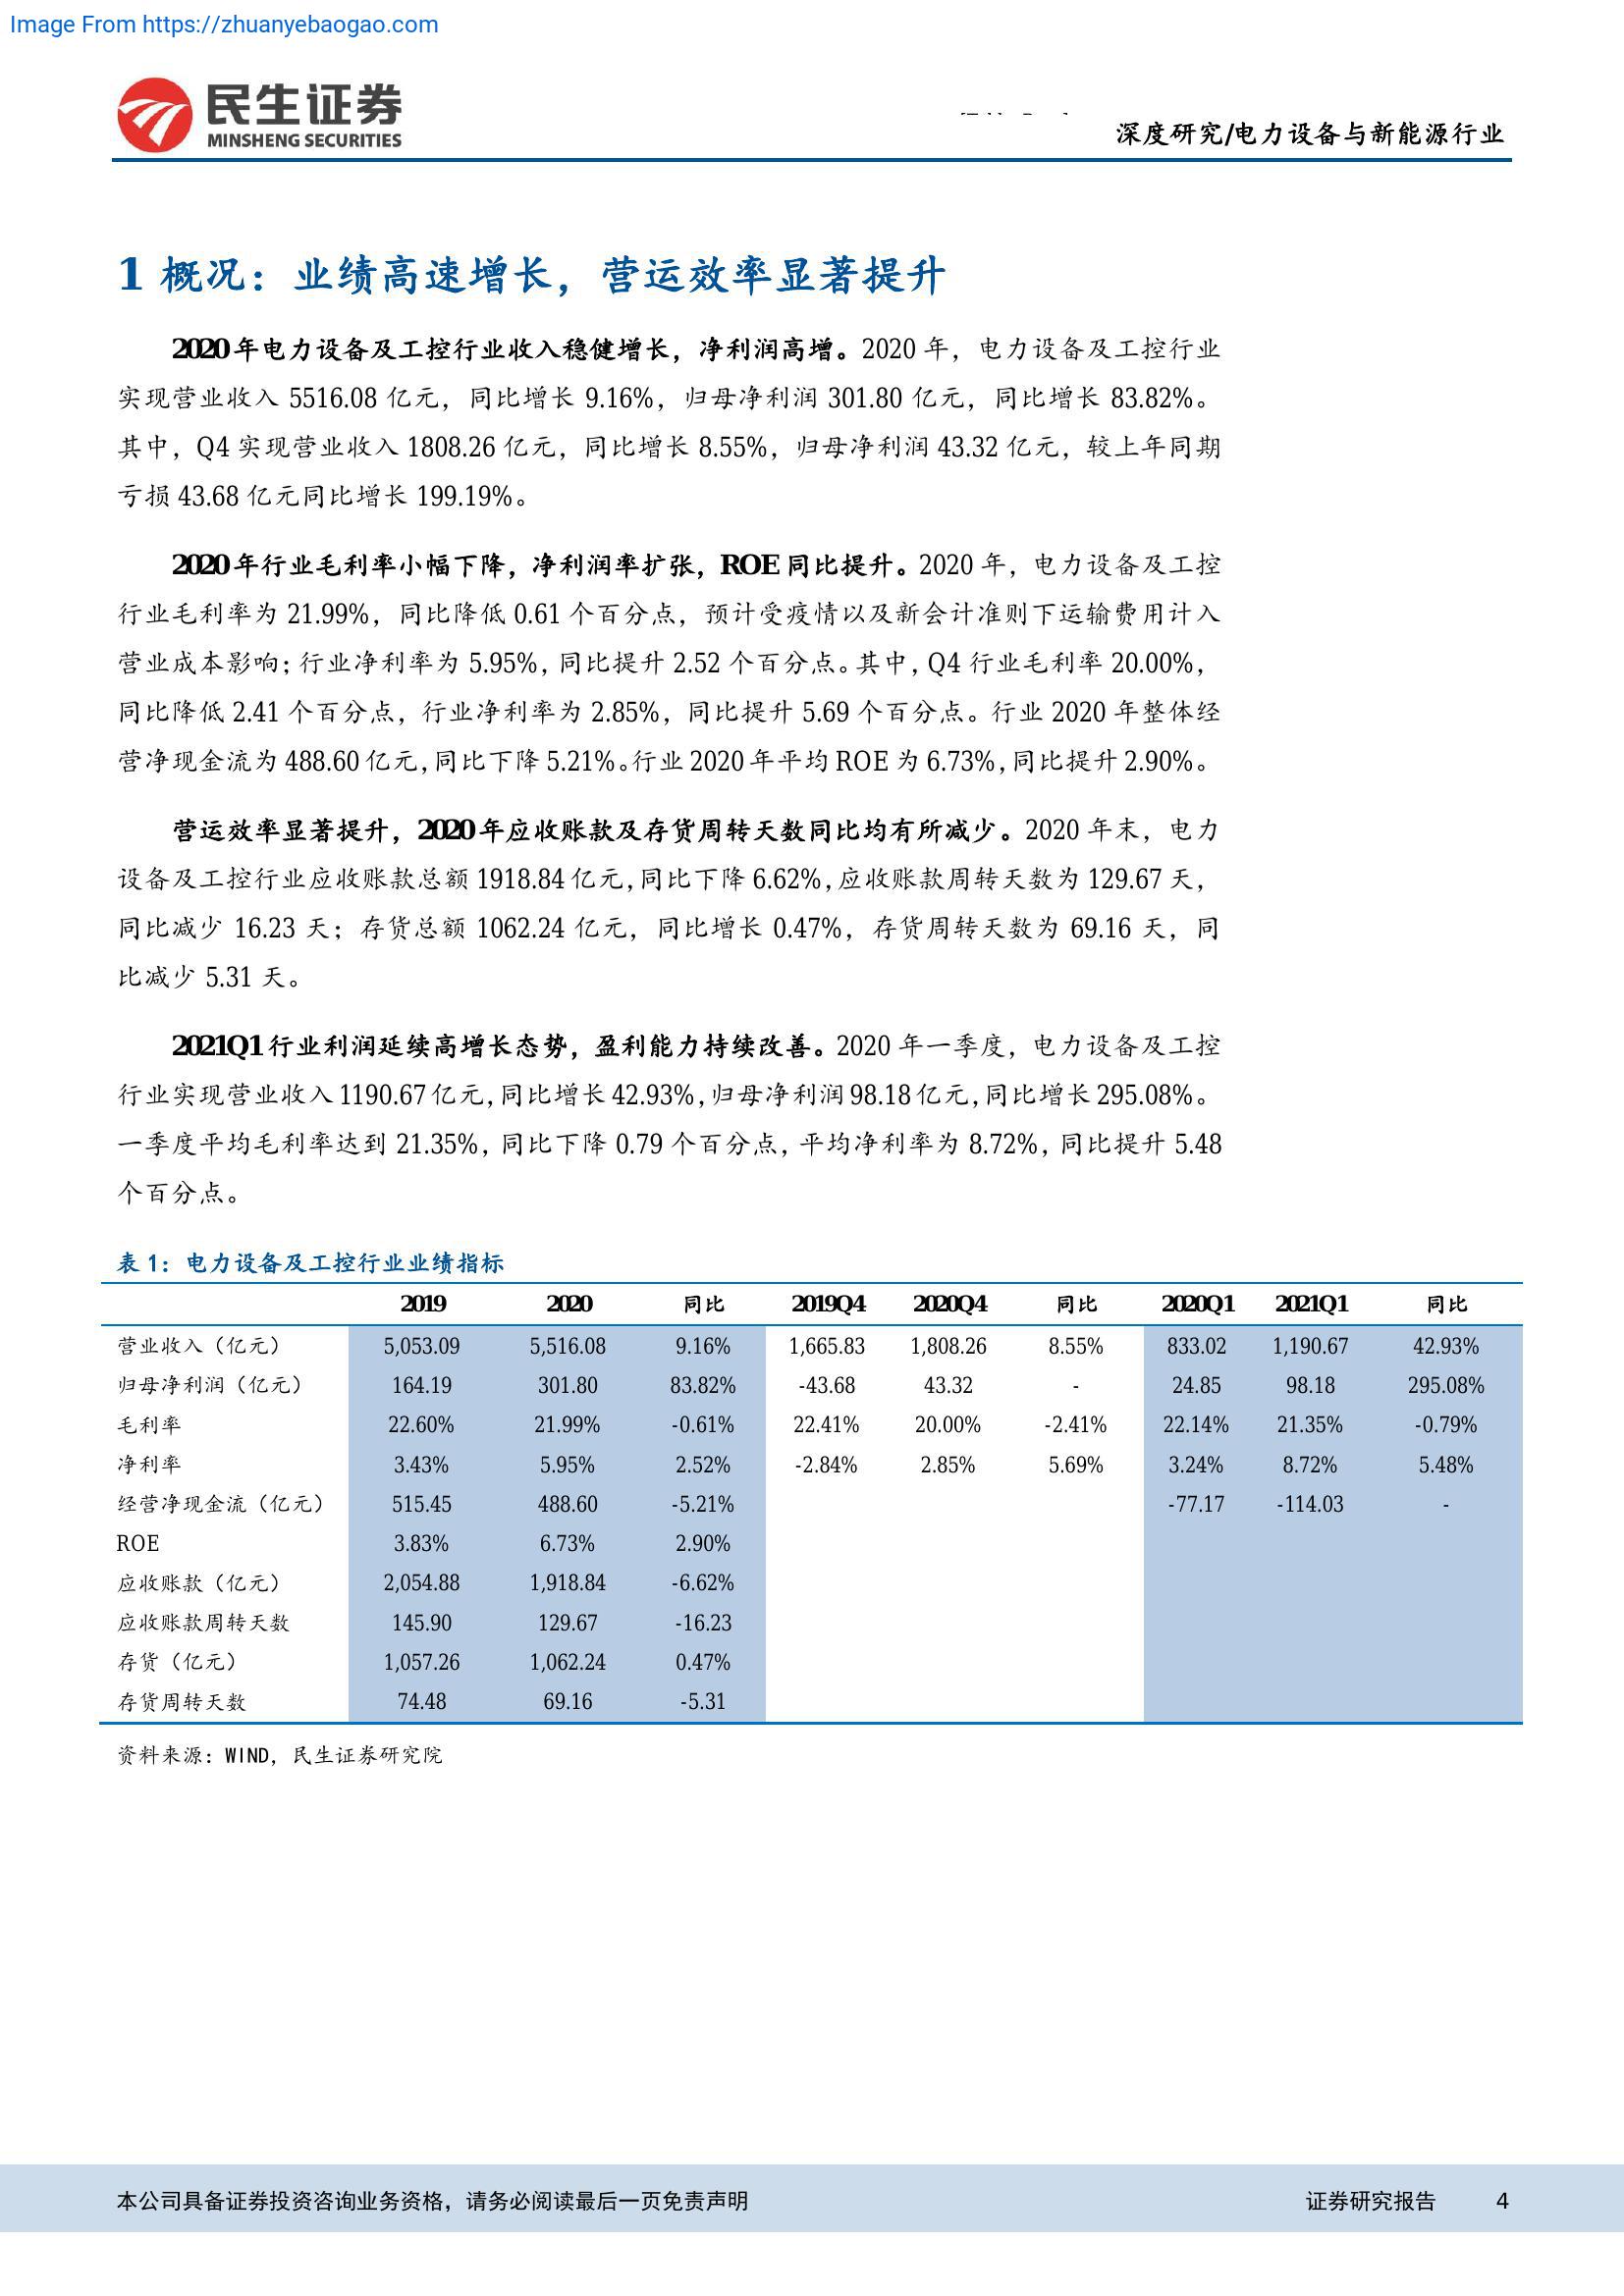 Image From https://zhuanyebaogao.com
民生证券
MINSHENG SECURITIES
深度研究/电力设备与新能源行业
1 概况：业绩高速增长，营运效率显著提升
2020 年电力设备及工控行业收入稳健增长，净利润高增。2020 年，电力设备及工控行业
实现营业收入 5516.08 亿元，同比增长 9.16%，归母净利润 301.80 亿元，同比增长 83.82%。
其中，Q4 实现营业收入 1808.26 亿元，同比增长 8.55%，归母净利润 43.32 亿元，较上年同期
亏损 43.68 亿元同比增长 199.19%。
2020 年行业毛利率小幅下降，净利润率扩张，ROE 同比提升。2020 年，电力设备及工控
行业毛利率为 21.99%，同比降低 0.61 个百分点，预计受疫情以及新会计准则下运输费用计入
营业成本影响；行业净利率为 5.95%，同比提升 2.52 个百分点。其中，Q4 行业毛利率 20.00%，
同比降低 2.41 个百分点，行业净利率为 2.85%，同比提升 5.69 个百分点。行业 2020 年整体经
营净现金流为 488.60 亿元，同比下降 5.21%。行业 2020 年平均 ROE 为 6.73%，同比提升 2.90%。
营运效率显著提升，2020 年应收账款及存货周转天数同比均有所减少。2020 年末，电力
设备及工控行业应收账款总额 1918.84 亿元，同比下降 6.62%，应收账款周转天数为 129.67 天，
同比减少 16.23 天；存货总额 1062.24 亿元，同比增长 0.47%，存货周转天数为 69.16 天，同
比减少 5.31 天。
2021Q1 行业利润延续高增长态势，盈利能力持续改善。2020 年一季度，电力设备及工控
行业实现营业收入 1190.67 亿元，同比增长 42.93%，归母净利润 98.18 亿元，同比增长 295.08%。
一季度平均毛利率达到 21.35%，同比下降 0.79 个百分点，平均净利率为 8.72%，同比提升 5.48
个百分点。
表 1：电力设备及工控行业业绩指标
2019 2020 同比 2019Q4 2020Q4 同比 2020Q1 2021Q1 同比
营业收入（亿元） 5,053.09 5,516.08 9.16% 1,665.83 1,808.26 8.55% 833.02 1,190.67 42.93%
归母净利润（亿元） 164.19 301.80 83.82% -43.68 43.32 - 24.85 98.18 295.08%
毛利率 22.60% 21.99% -0.61% 22.41% 20.00% -2.41% 22.14% 21.35% -0.79%
净利率 3.43% 5.95% 2.52% -2.84% 2.85% 5.69% 3.24% 8.72% 5.48%
经营净现金流（亿元） 515.45 488.60 -5.21% -77.17 -114.03 -
ROE 3.83% 6.73% 2.90%
应收账款（亿元） 2,054.88 1,918.84 -6.62%
应收账款周转天数 145.90 129.67 -16.23
存货（亿元） 1,057.26 1,062.24 0.47%
存货周转天数 74.48 69.16 -5.31
资料来源：WIND，民生证券研究院
本公司具备证券投资咨询业务资格，请务必阅读最后一页免责声明 证券研究报告 4